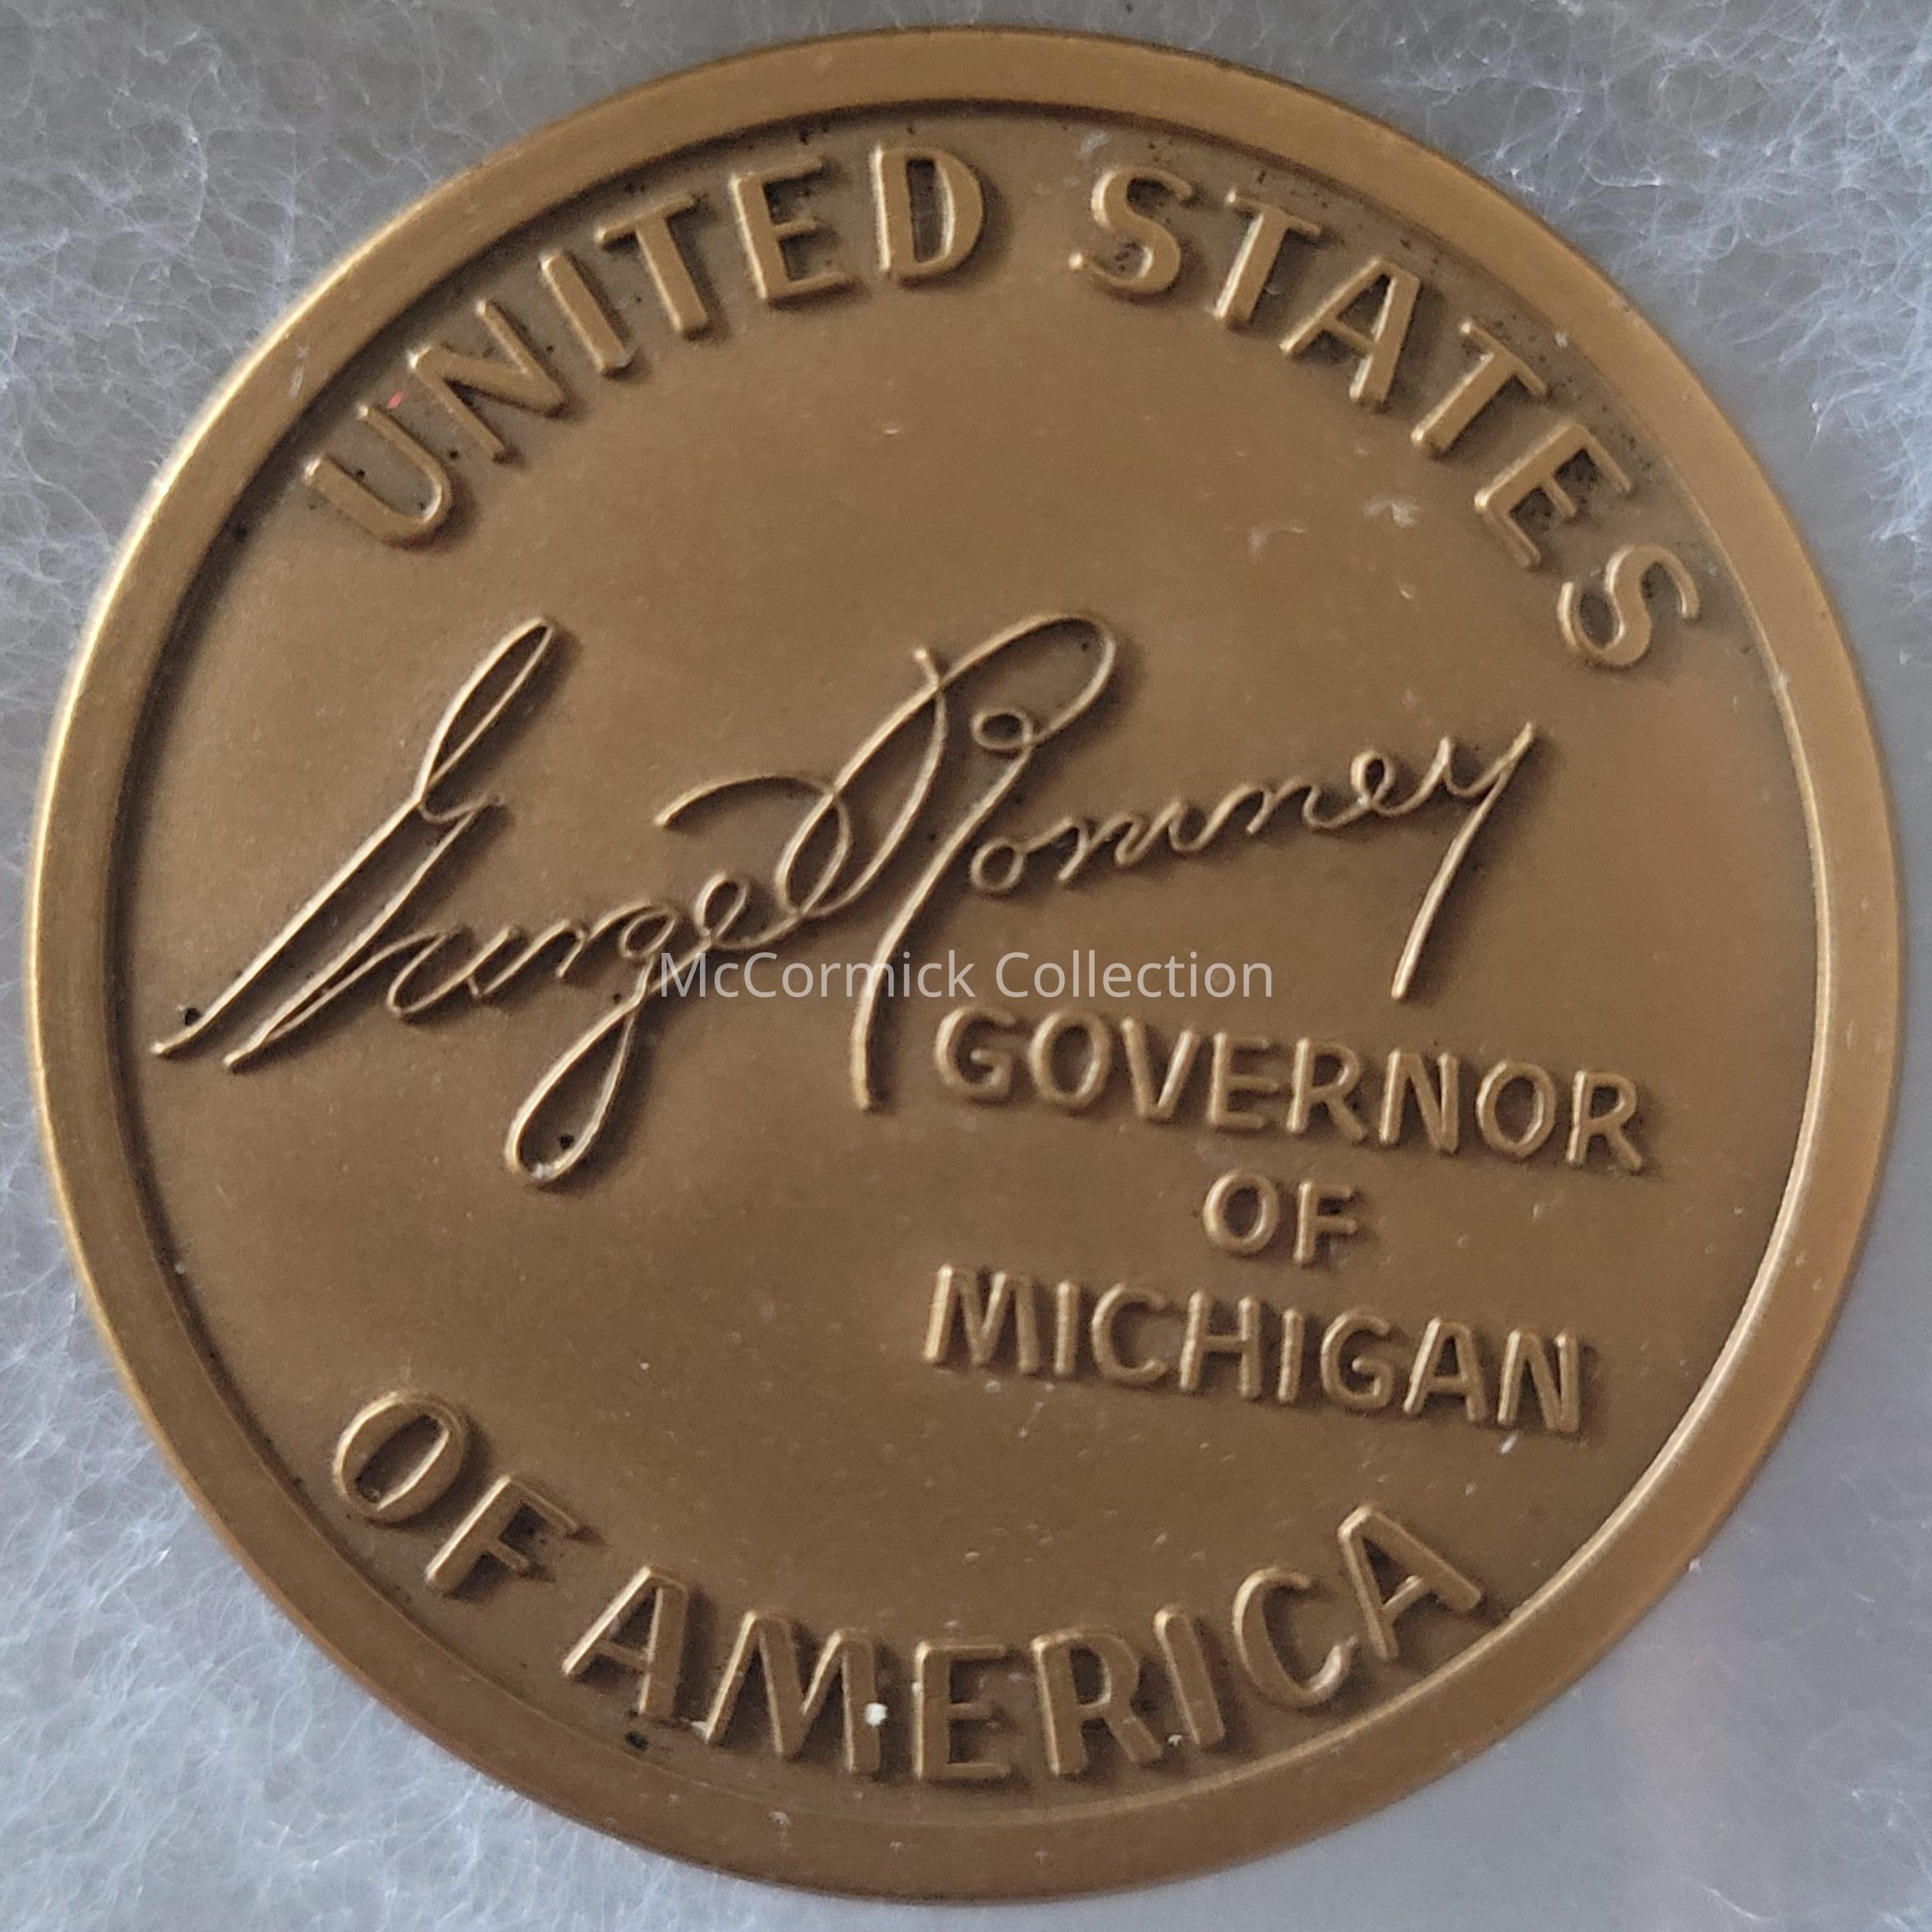 UNITED STATES
George Romney
McCormick Collection
GOVERNOR
OF
MICHIGAN
OF AMERICA